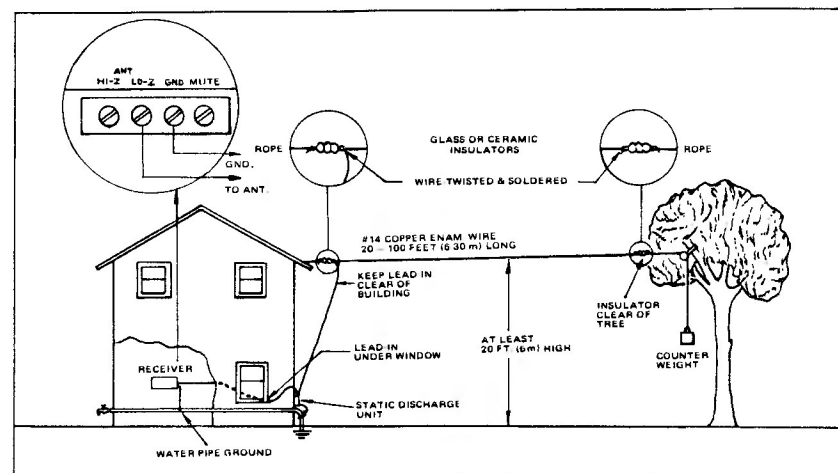 ANT
HI-Z LO-Z GND MUTE
GND.
TO ANT.
ROPE
GLASS OR CERAMIC
INSULATORS
ROPE
WIRE TWISTED & SOLDERED
#14 COPPER ENAM WIRE
20 - 100 FEET (6 30 m) LONG
KEEP LEAD IN
CLEAR OF
BUILDING
INSULATOR
CLEAR OF
TREE
AT LEAST
20 FT. (6m) HIGH
COUNTER
WEIGHT
LEAD-IN
UNDER WINDOW
RECEIVER
STATIC DISCHARGE
UNIT
WATER PIPE GROUND